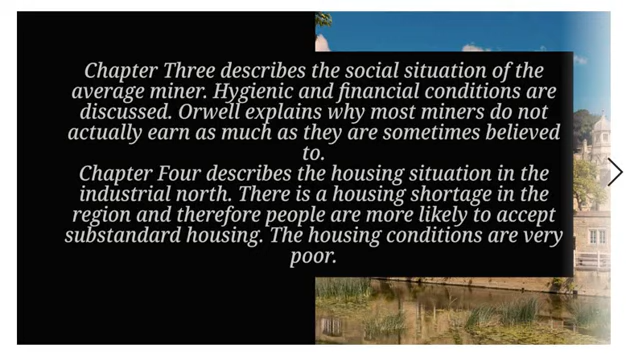 Chapter Three describes the social situation of the
average miner. Hygienic and financial conditions are
discussed. Orwell explains why most miners do not
actually earn as much as they are sometimes believed
to.
Chapter Four describes the housing situation in the
industrial north. There is a housing shortage in the
region and therefore people are more likely to accept
substandard housing. The housing conditions are very
poor.